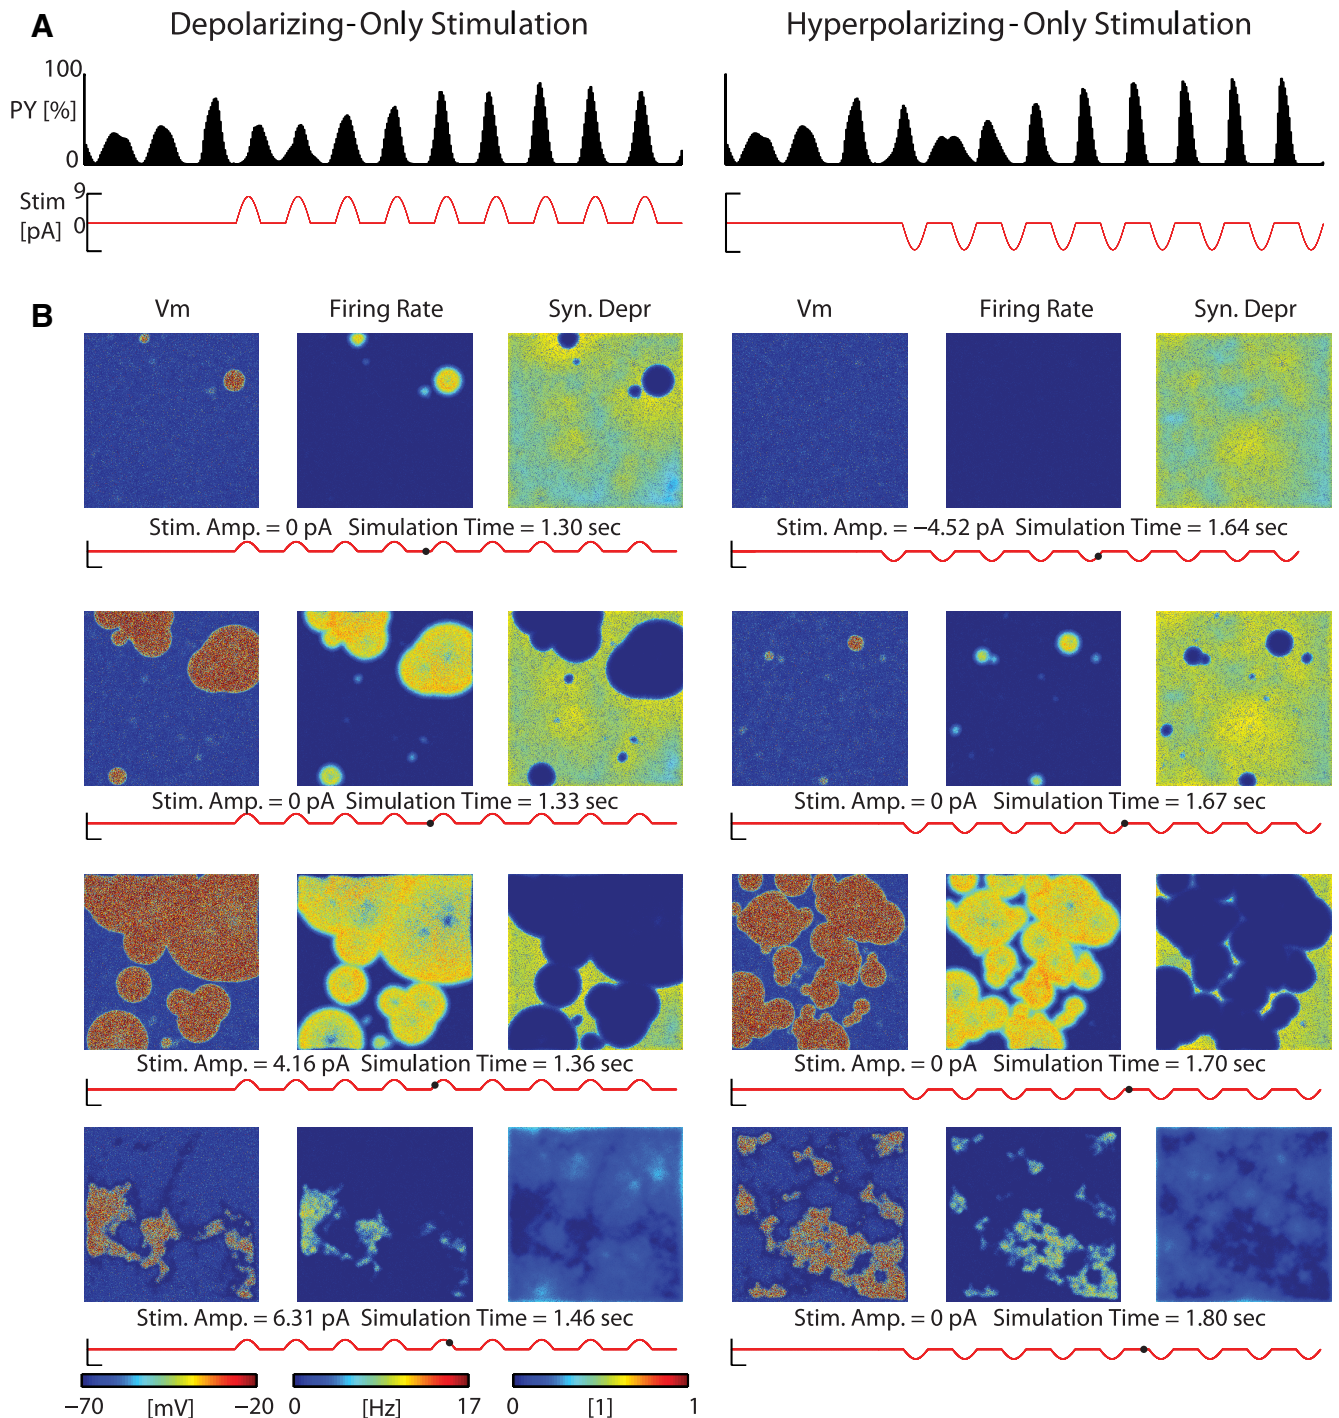 A Depolarizing-Only Stimulation Hyperpolarizing-Only Stimulation
100
PY [%]
0
Stim 9
[pA] 0
B Vm Firing Rate Syn. Depr Vm Firing Rate Syn. Depr
Stim. Amp. = 0 pA Simulation Time = 1.30 sec Stim. Amp. = −4.52 pA Simulation Time = 1.64 sec
Stim. Amp. = 0 pA Simulation Time = 1.33 sec Stim. Amp. = 0 pA Simulation Time = 1.67 sec
Stim. Amp. = 4.16 pA Simulation Time = 1.36 sec Stim. Amp. = 0 pA Simulation Time = 1.70 sec
Stim. Amp. = 6.31 pA Simulation Time = 1.46 sec Stim. Amp. = 0 pA Simulation Time = 1.80 sec
−70 [mV] −20 0 [Hz] 17 0 [1] 1